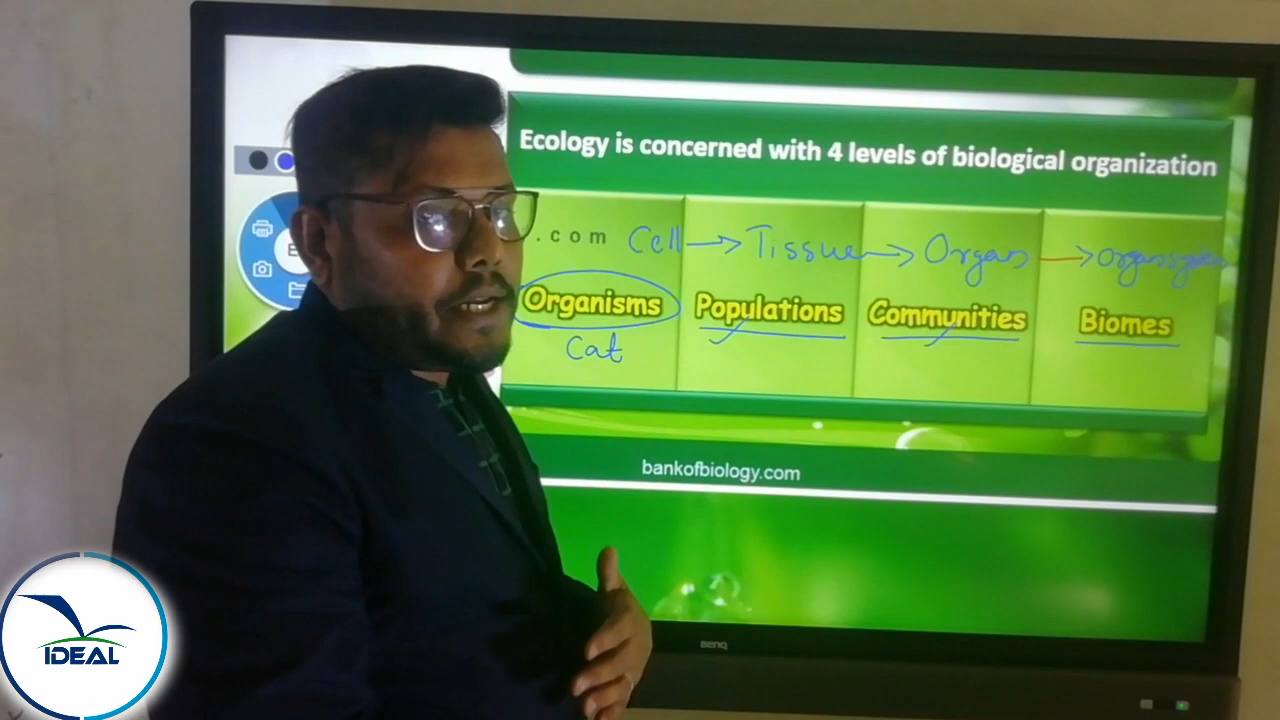 Ecology is concerned with 4 levels of biological organization
.com Cell → Tissue → Organ →
Organisms Populations Communities Biomes
Cat
bankofbiology.com
BenQ
IDEAL